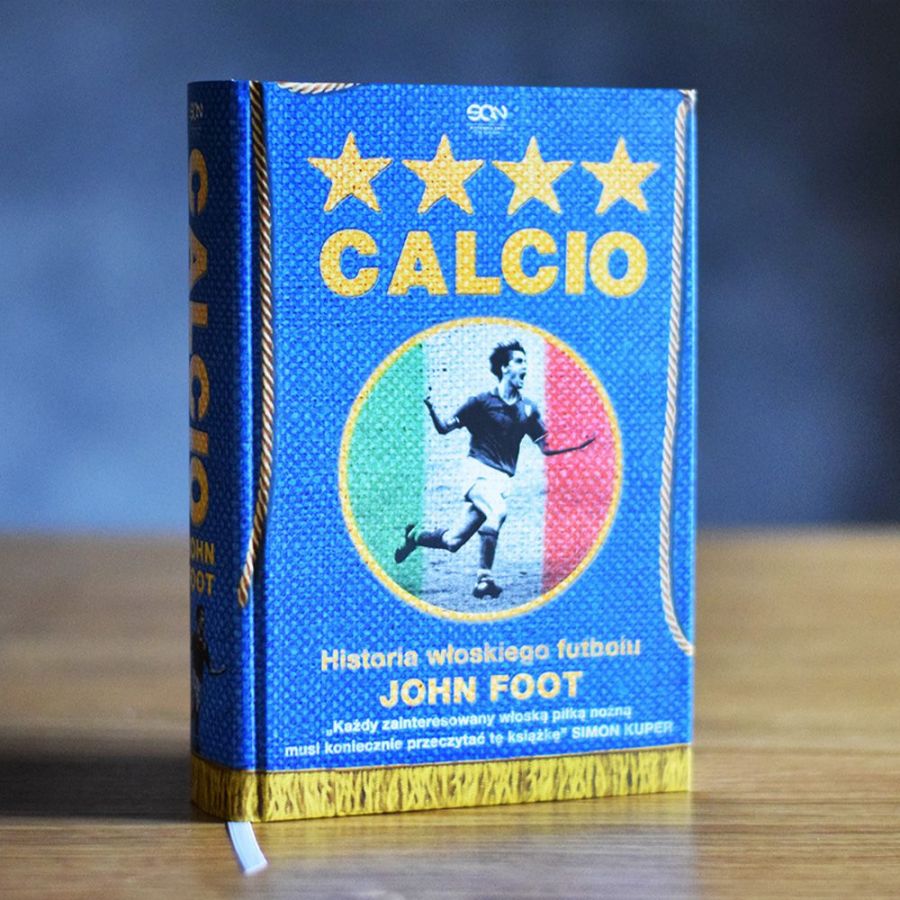 SQN
CALCIO
Historia włoskiego futbolu
JOHN FOOT
„Każdy zainteresowany włoską piłką nożną
musi koniecznie przeczytać tę książkę” SIMON KUPER
SQN
CALCIO
JOHN
FOOT